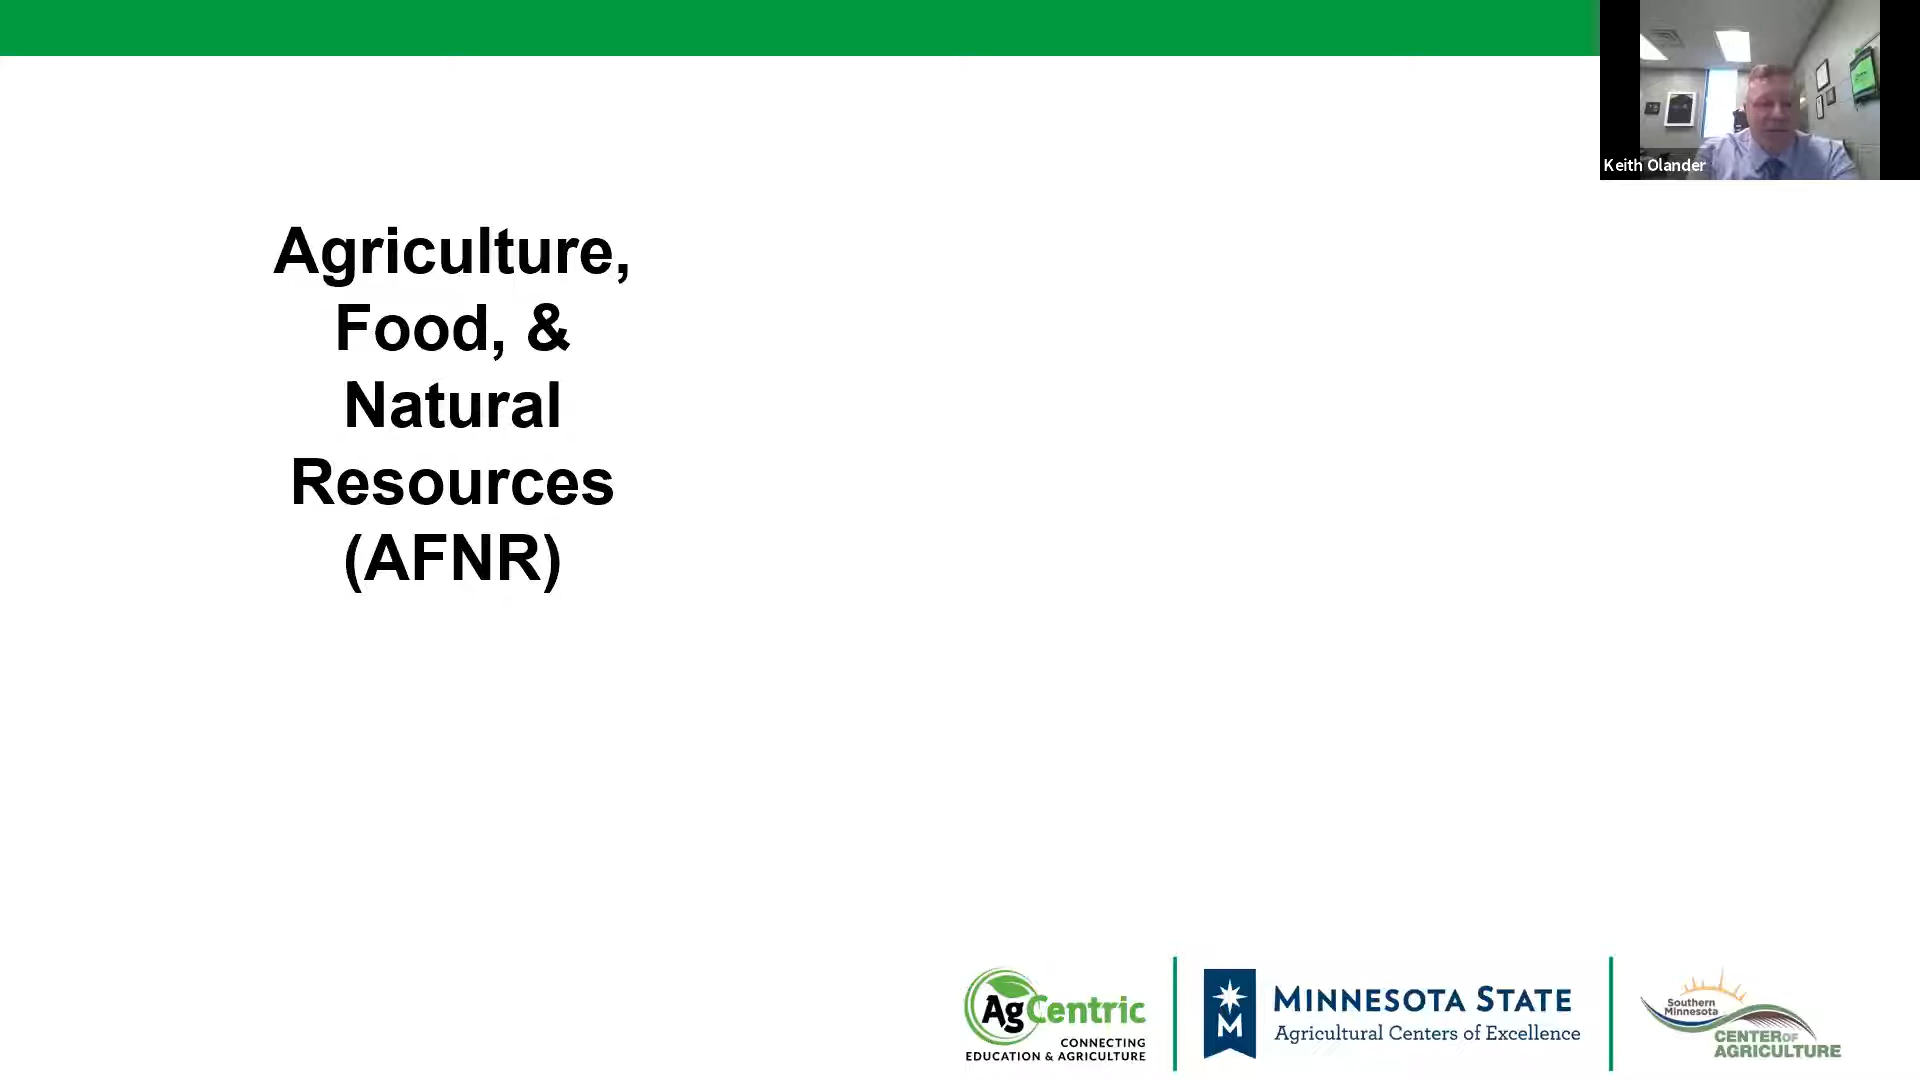 Keith Olander
Agriculture,
Food, &
Natural
Resources
(AFNR)
AgCentric
CONNECTING
EDUCATION & AGRICULTURE
M
MINNESOTA STATE
Agricultural Centers of Excellence
Southern
Minnesota
CENTER OF
AGRICULTURE